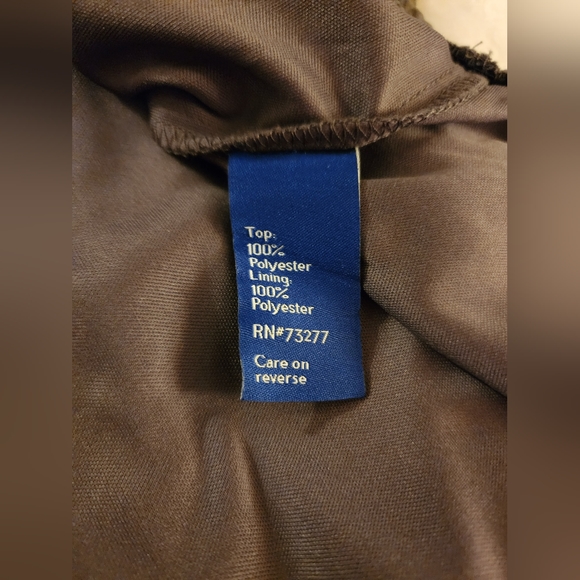 Top:
100%
Polyester
Lining:
100%
Polyester
RN#73277
Care on
reverse